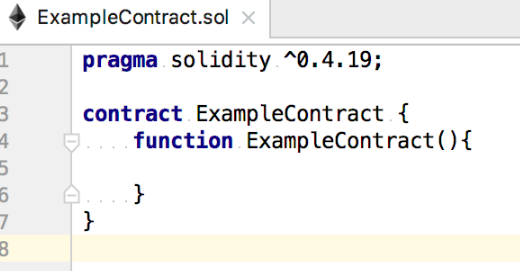 ExampleContract.sol
1 pragma solidity ^0.4.19;
2
3 contract ExampleContract {
4     function ExampleContract(){
5
6     }
7 }
8